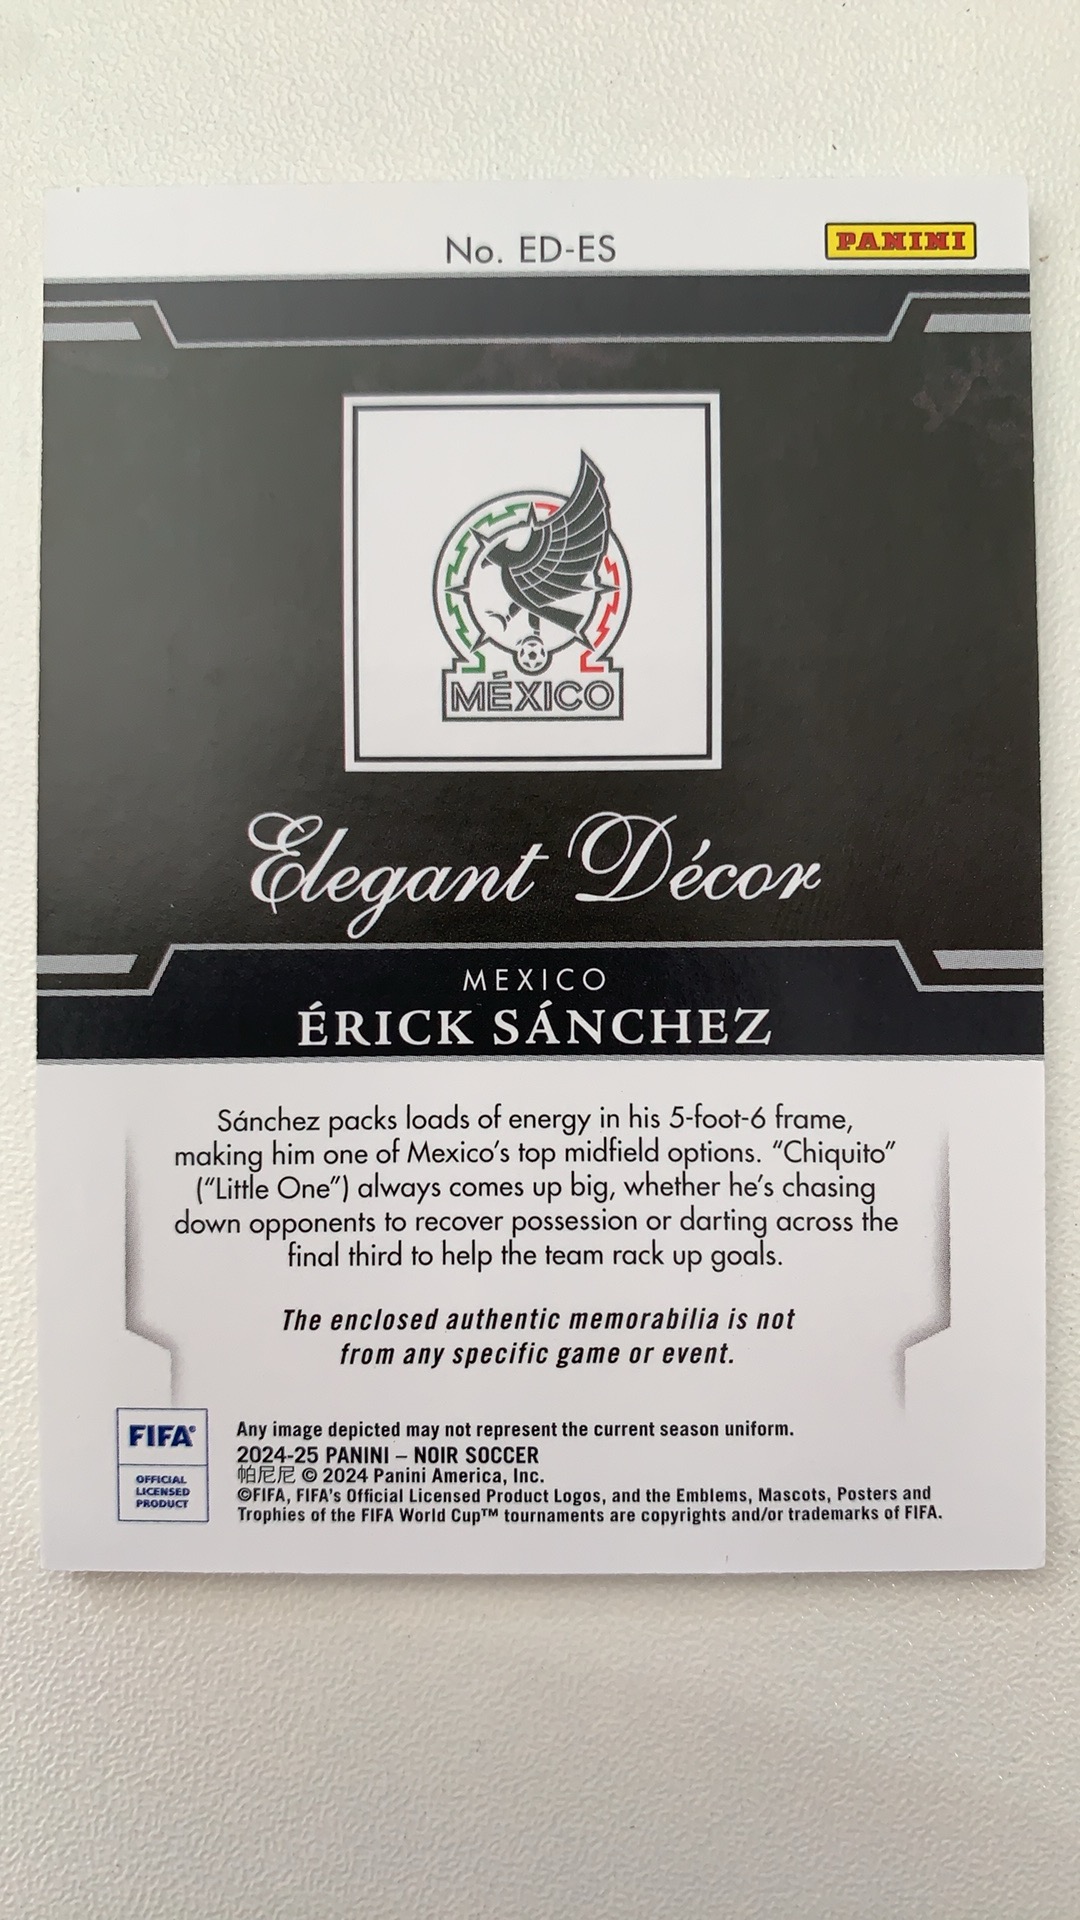 No. ED-ES
PANINI
MÉXICO
Elegant Décor
MEXICO
ÉRICK SÁNCHEZ
Sánchez packs loads of energy in his 5-foot-6 frame,
making him one of Mexico's top midfield options. "Chiquito"
("Little One") always comes up big, whether he's chasing
down opponents to recover possession or darting across the
final third to help the team rack up goals.
The enclosed authentic memorabilia is not
from any specific game or event.
FIFA®
OFFICIAL
LICENSED
PRODUCT
Any image depicted may not represent the current season uniform.
2024-25 PANINI – NOIR SOCCER
帕尼尼 © 2024 Panini America, Inc.
©FIFA, FIFA's Official Licensed Product Logos, and the Emblems, Mascots, Posters and
Trophies of the FIFA World Cup™ tournaments are copyrights and/or trademarks of FIFA.